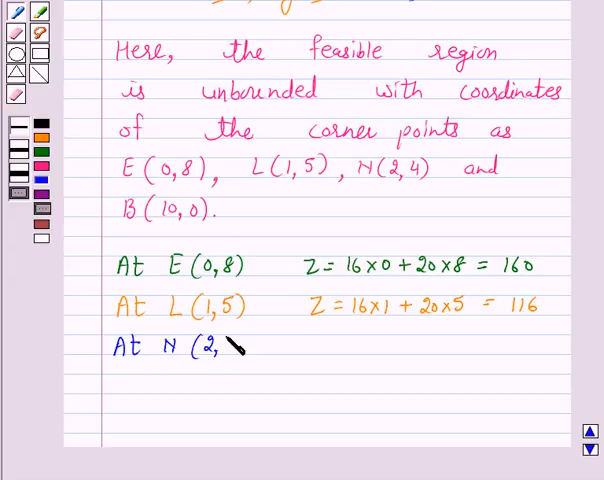 Here, the feasible region
is unbounded with coordinates
of the corner points as
E(0,8), L(1,5), N(2,4) and
B(10,0).
At E(0,8) Z=16×0+20×8=160
At L(1,5) Z=16×1+20×5=116
At N(2,